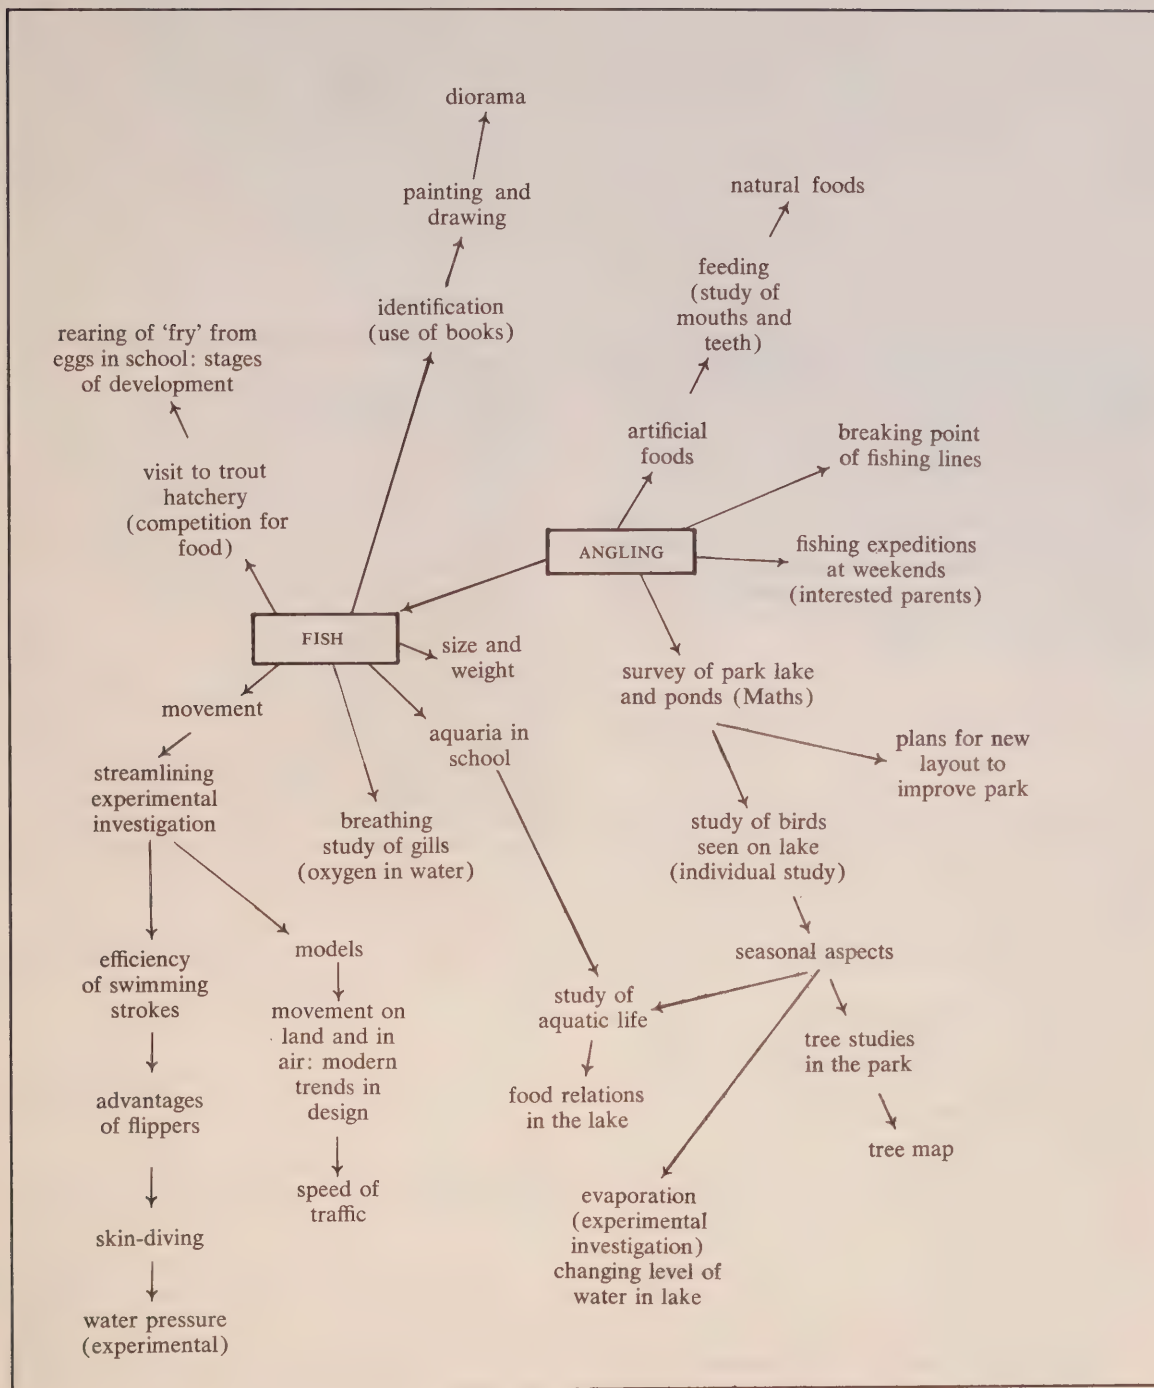 diorama
painting and
drawing
natural foods
identification
(use of books)
feeding
(study of
mouths and
teeth)
rearing of ‘fry’ from
eggs in school: stages
of development
visit to trout
hatchery
(competition for
food)
artificial
foods
breaking point
of fishing lines
ANGLING
fishing expeditions
at weekends
(interested parents)
FISH
size and
weight
survey of park lake
and ponds (Maths)
movement
aquaria in
school
plans for new
layout to
improve park
streamlining
experimental
investigation
breathing
study of gills
(oxygen in water)
study of birds
seen on lake
(individual study)
efficiency
of swimming
strokes
models
seasonal aspects
movement on
land and in
air: modern
trends in
design
study of
aquatic life
tree studies
in the park
advantages
of flippers
food relations
in the lake
tree map
speed of
traffic
skin-diving
evaporation
(experimental
investigation)
changing level of
water in lake
water pressure
(experimental)